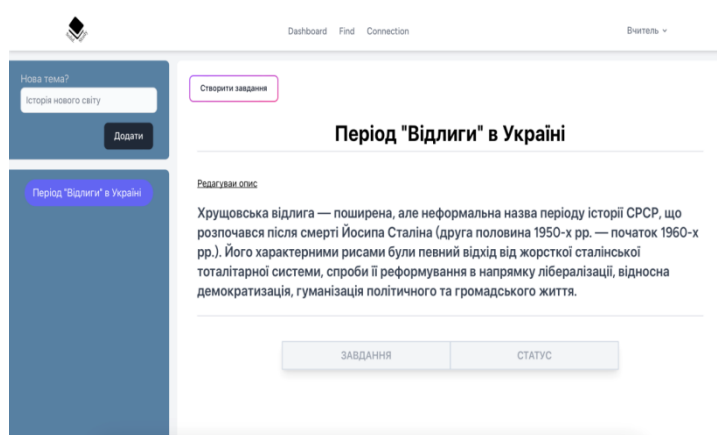 Dashboard Find Connection
Вчитель
Нова тема?
Історія нового світу
Додати
Період "Відлиги" в Україні
Створити завдання
Період "Відлиги" в Україні
Редагуваи опис
Хрущовська відлига — поширена, але неформальна назва періоду історії СРСР, що
розпочався після смерті Йосипа Сталіна (друга половина 1950-х рр. — початок 1960-х
рр.). Його характерними рисами були певний відхід від жорсткої сталінської
тоталітарної системи, спроби її реформування в напрямку лібералізації, відносна
демократизація, гуманізація політичного та громадського життя.
ЗАВДАННЯ СТАТУС